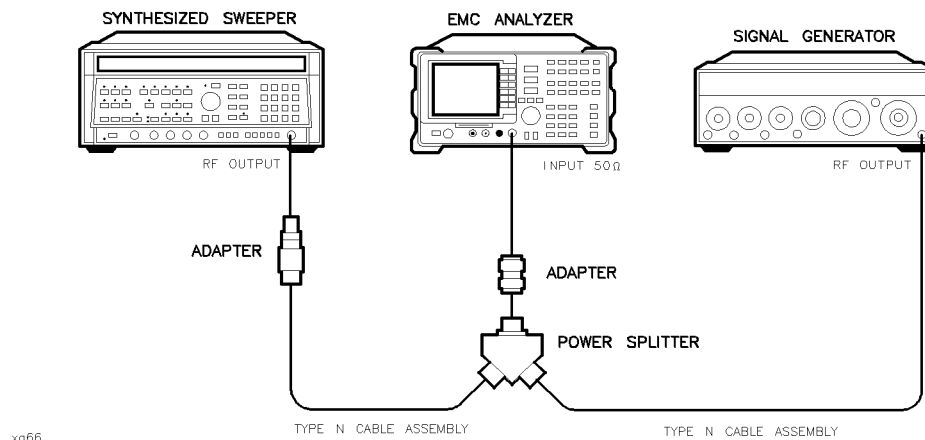 SYNTHESIZED SWEEPER
EMC ANALYZER
SIGNAL GENERATOR
RF OUTPUT
INPUT 50Ω
RF OUTPUT
ADAPTER
ADAPTER
POWER SPLITTER
TYPE N CABLE ASSEMBLY
TYPE N CABLE ASSEMBLY